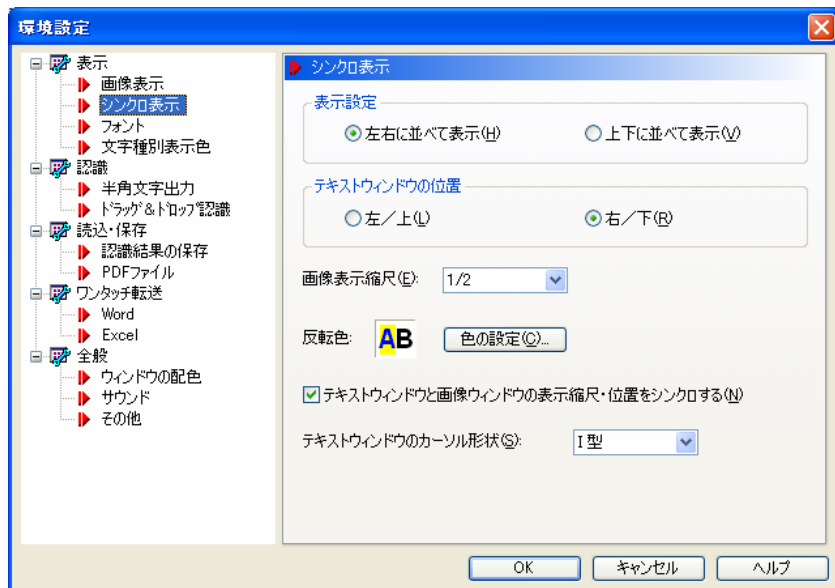 環境設定
表示
画像表示
シンクロ表示
フォント
文字種別表示色
認識
半角文字出力
ﾄﾞﾗｯｸﾞ&ﾄﾞﾛｯﾌﾟ認識
読込・保存
認識結果の保存
PDFファイル
ワンタッチ転送
Word
Excel
全般
ウィンドウの配色
サウンド
その他
シンクロ表示
表示設定
左右に並べて表示(H) 上下に並べて表示(V)
テキストウィンドウの位置
左／上(L) 右／下(R)
画像表示縮尺(E): 1/2
反転色: AB 色の設定(C)...
テキストウィンドウと画像ウィンドウの表示縮尺・位置をシンクロする(N)
テキストウィンドウのカーソル形状(S): I型
OK キャンセル ヘルプ